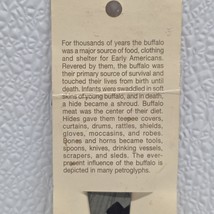 For thousands of years the buffalo
was a major source of food, clothing
and shelter for Early Americans.
Revered by them, the buffalo was
their primary source of survival and
touched their lives from birth until
death. Infants were swaddled in soft
skins of young buffalo, and in death,
a hide became a shroud. Buffalo
meat was the center of their diet.
Hides gave them teepee covers,
curtains, drums, rattles, shields,
gloves, moccasins, and robes.
Bones and horns became tools,
spoons, knives, drinking vessels,
scrapers, and sleds. The ever-
present influence of the buffalo is
depicted in many petroglyphs.